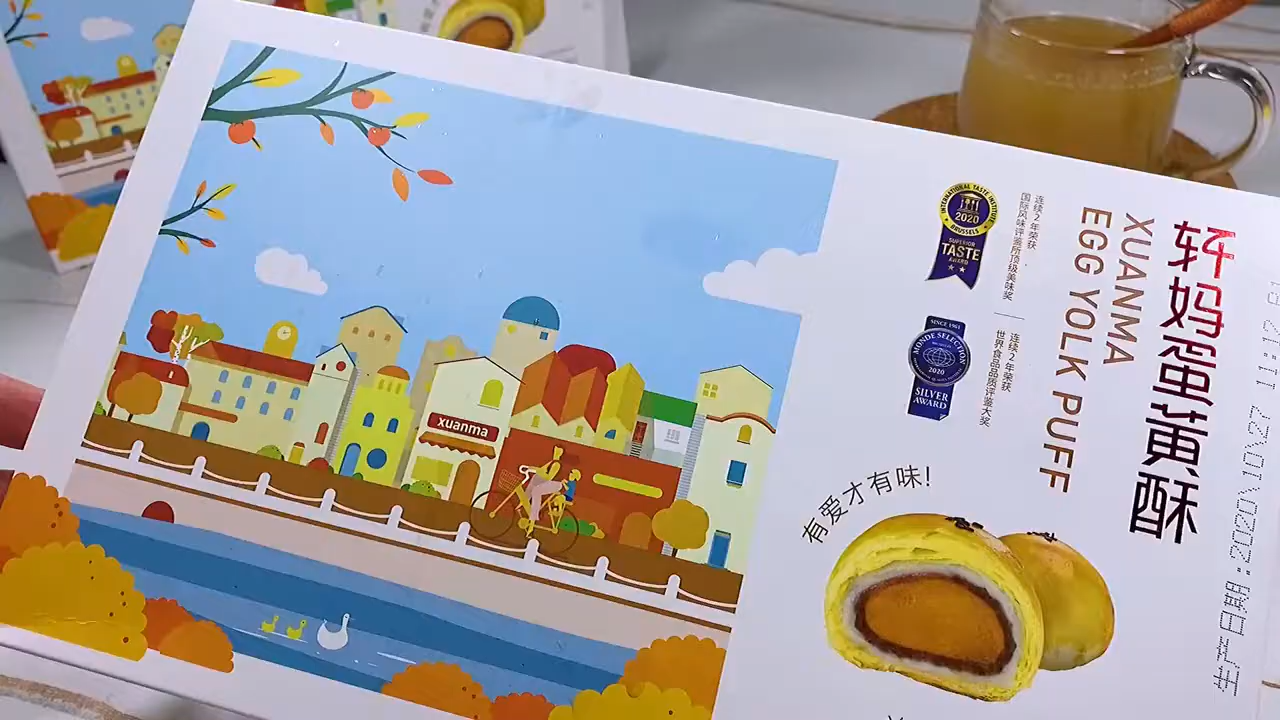 轩妈蛋黄酥
XUANMA
EGG YOLK PUFF
连续2年荣获
国际风味评鉴所顶级美味奖
连续2年荣获
世界食品品质评鉴大奖
INTERNATIONAL TASTE INSTITUTE
2020
BRUSSELS
SUPERIOR
TASTE
AWARD
SINCE 1961
MONDE SELECTION
2020
SILVER
AWARD
有爱才有味!
xuanma
生产日期:2020/10/27 11:12